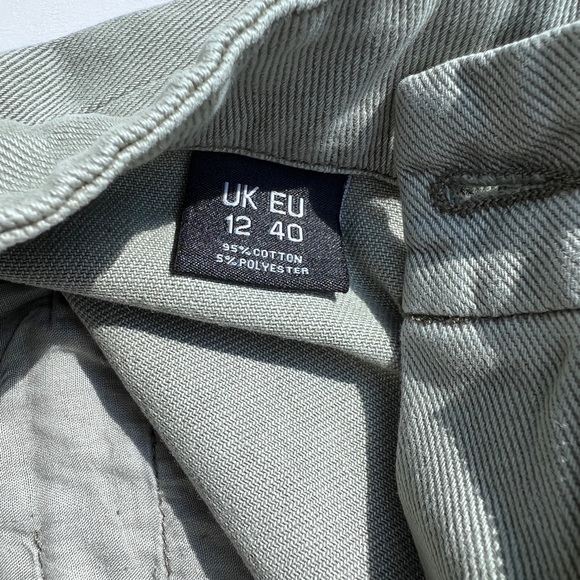 UK EU
12 40
95% COTTON
5% POLYESTER